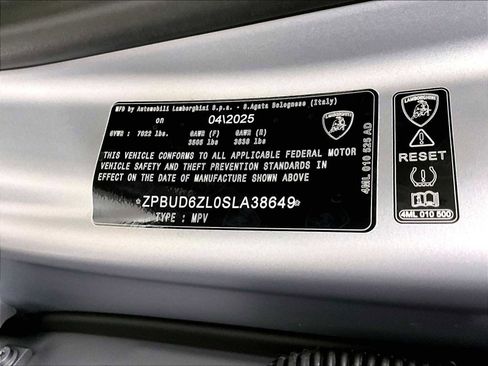 MFD by Automobili Lamborghini S.p.a. - S.Agata Bolognese (Italy)
on 04\2025
GVWR : 7022 lbs. GAWR (F) GAWR (R)
3505 lbs 3638 lbs
THIS VEHICLE CONFORMS TO ALL APPLICABLE FEDERAL MOTOR
VEHICLE SAFETY AND THEFT PREVENTION STANDARDS IN
EFFECT ON THE DATE OF MANUFACTURE SHOWN ABOVE
*ZPBUD6ZL0SLA38649*
TYPE : MPV
4ML 010 525 AD
LAMBORGHINI
LAMBORGHINI
RESET
4ML 010 500